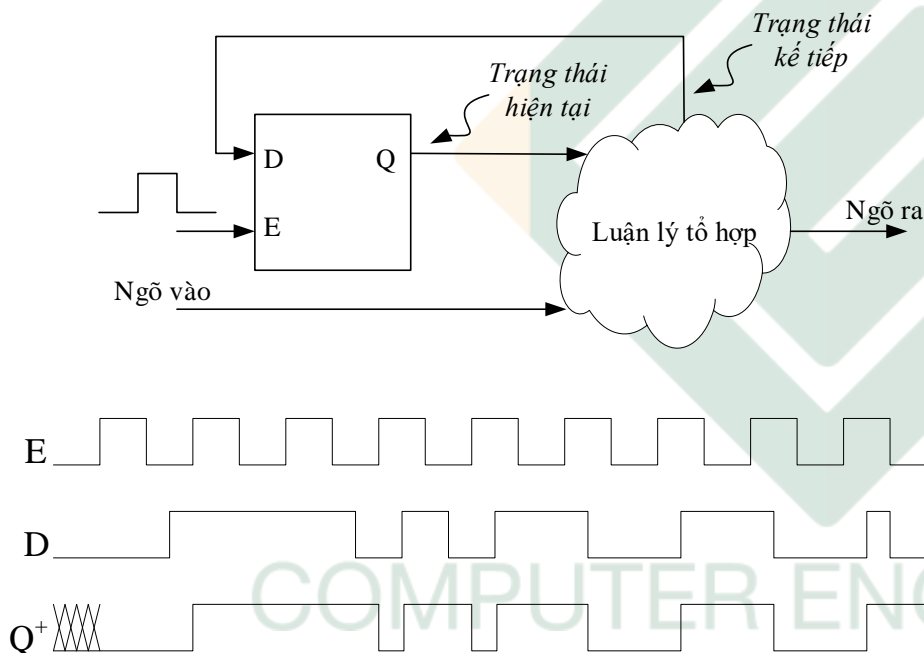 Trạng thái
kế tiếp
Trạng thái
hiện tại
D
Q
E
Luận lý tổ hợp
Ngõ ra
Ngõ vào
E
D
COMPUTER ENG
Q+